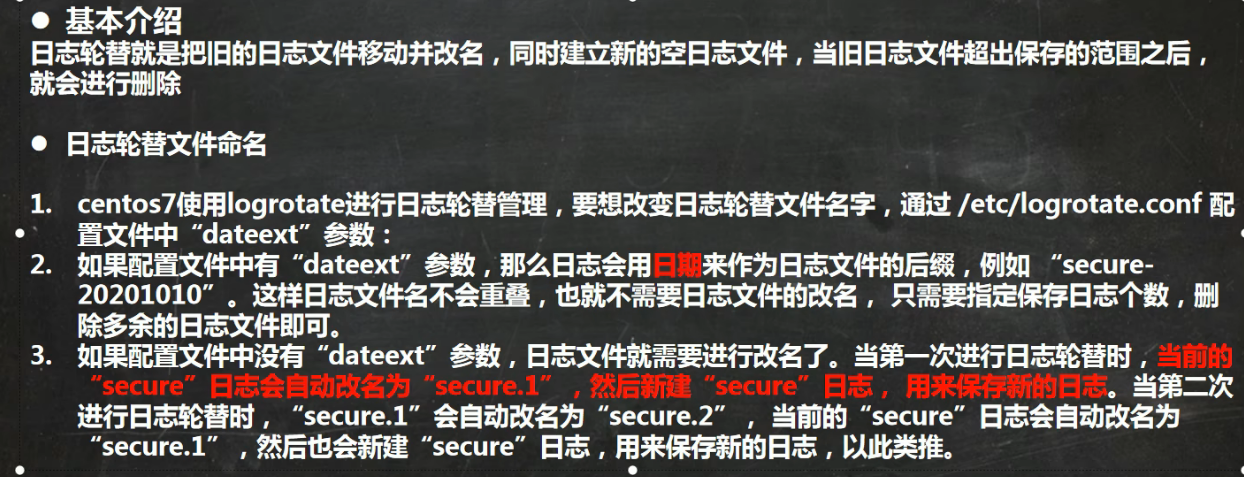 ● 基本介绍
日志轮替就是把旧的日志文件移动并改名，同时建立新的空日志文件，当旧日志文件超出保存的范围之后，
就会进行删除
● 日志轮替文件命名
1. centos7使用logrotate进行日志轮替管理，要想改变日志轮替文件名字，通过 /etc/logrotate.conf 配
置文件中“dateext”参数：
2. 如果配置文件中有“dateext”参数，那么日志会用日期来作为日志文件的后缀，例如 “secure-
20201010”。这样日志文件名不会重叠，也就不需要日志文件的改名， 只需要指定保存日志个数，删
除多余的日志文件即可。
3. 如果配置文件中没有“dateext”参数，日志文件就需要进行改名了。当第一次进行日志轮替时，当前的
“secure”日志会自动改名为“secure.1”，然后新建“secure”日志， 用来保存新的日志。当第二次
进行日志轮替时，“secure.1”会自动改名为“secure.2”， 当前的“secure”日志会自动改名为
“secure.1”，然后也会新建“secure”日志，用来保存新的日志，以此类推。